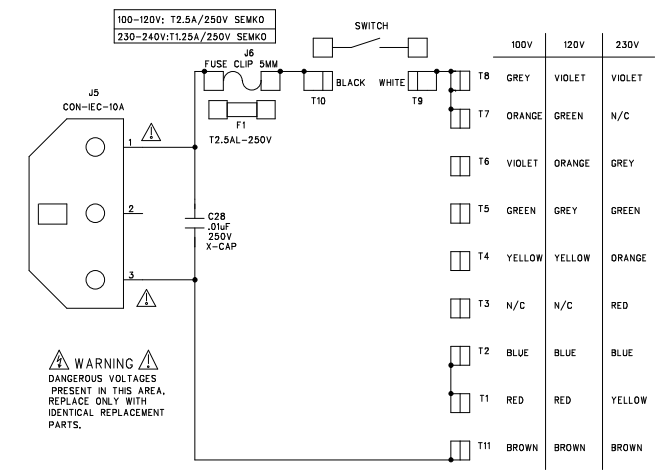 100-120V: T2.5A/250V SEMKO
230-240V:T1.25A/250V SEMKO
SWITCH
J6
FUSE CLIP 5MM
BLACK
WHITE
T10
T9
F1
T2.5AL-250V
J5
CON-IEC-10A
1
2
3
C28
.01uF
250V
X-CAP
WARNING
DANGEROUS VOLTAGES
PRESENT IN THIS AREA.
REPLACE ONLY WITH
IDENTICAL REPLACEMENT
PARTS.
100V 120V 230V
T8 GREY VIOLET VIOLET
T7 ORANGE GREEN N/C
T6 VIOLET ORANGE GREY
T5 GREEN GREY GREEN
T4 YELLOW YELLOW ORANGE
T3 N/C N/C RED
T2 BLUE BLUE BLUE
T1 RED RED YELLOW
T11 BROWN BROWN BROWN